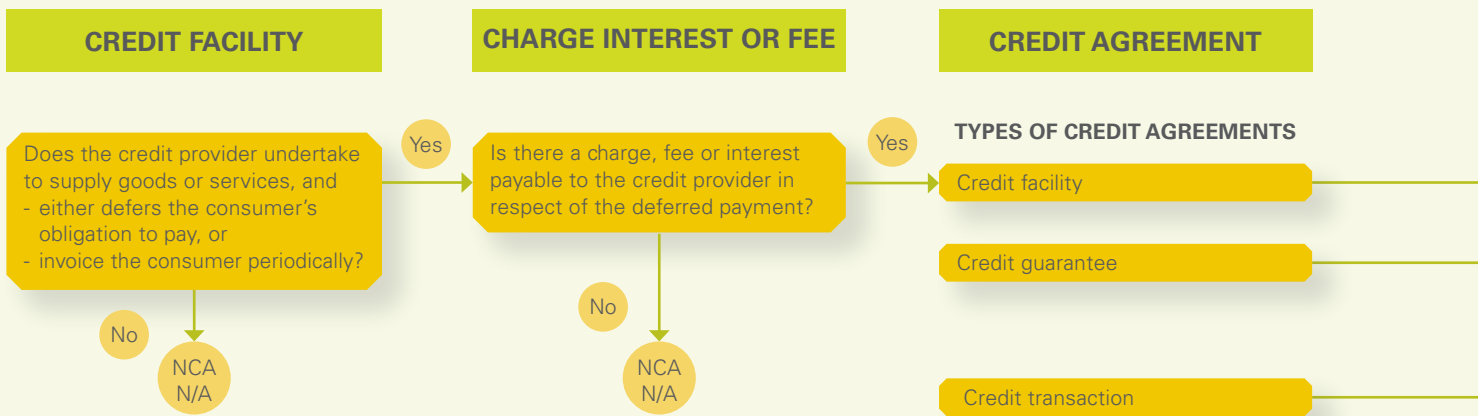 CREDIT FACILITY
CHARGE INTEREST OR FEE
CREDIT AGREEMENT
Does the credit provider undertake
to supply goods or services, and
- either defers the consumer’s
obligation to pay, or
- invoice the consumer periodically?
Yes
No
NCA
N/A
Is there a charge, fee or interest
payable to the credit provider in
respect of the deferred payment?
Yes
No
NCA
N/A
TYPES OF CREDIT AGREEMENTS
Credit facility
Credit guarantee
Credit transaction